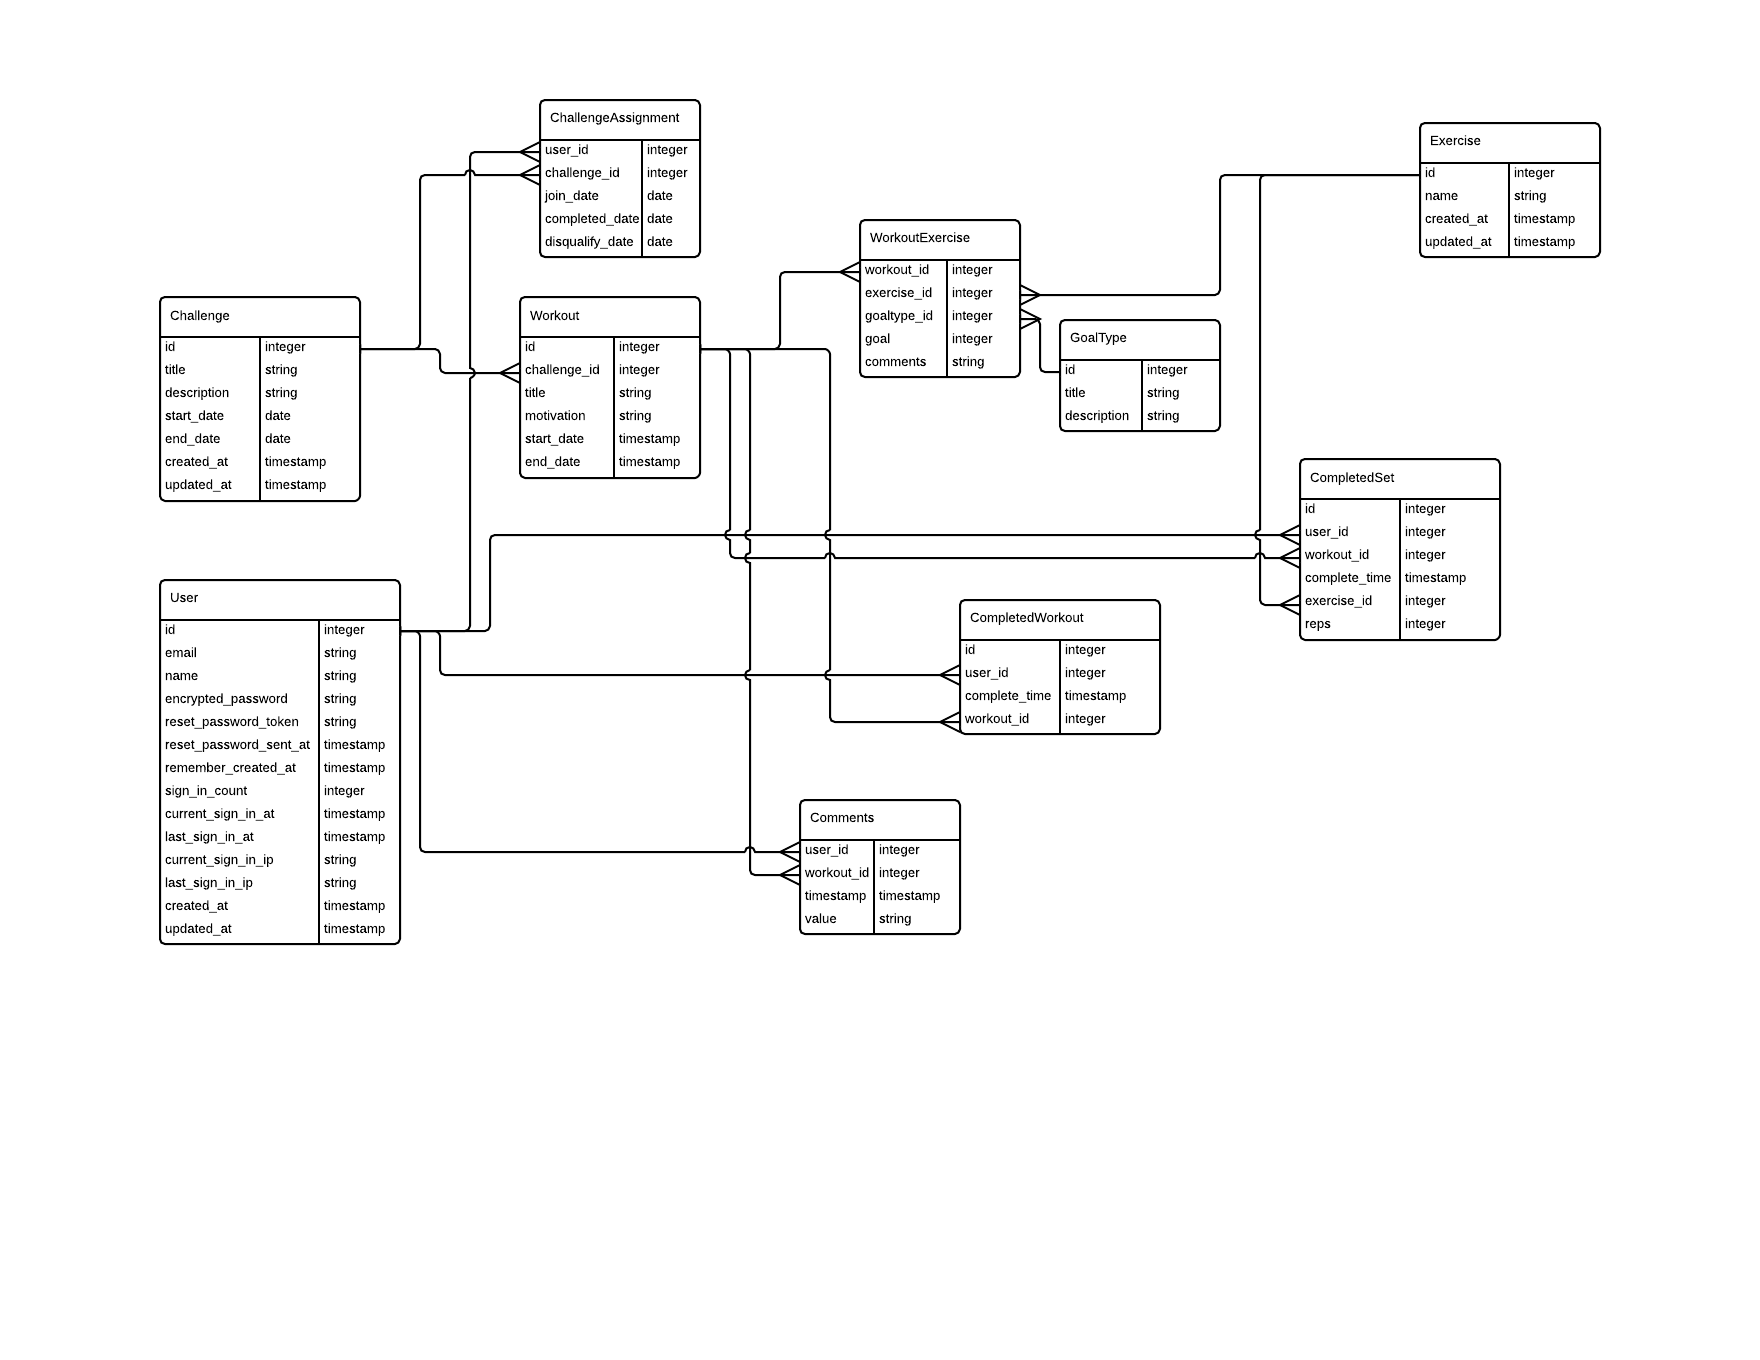 ChallengeAssignment
user_id integer
challenge_id integer
join_date date
completed_date date
disqualify_date date
Exercise
id integer
name string
created_at timestamp
updated_at timestamp
WorkoutExercise
workout_id integer
exercise_id integer
goaltype_id integer
goal integer
comments string
Challenge
id integer
title string
description string
start_date date
end_date date
created_at timestamp
updated_at timestamp
Workout
id integer
challenge_id integer
title string
motivation string
start_date timestamp
end_date timestamp
GoalType
id integer
title string
description string
CompletedSet
id integer
user_id integer
workout_id integer
complete_time timestamp
exercise_id integer
reps integer
User
id integer
email string
name string
encrypted_password string
reset_password_token string
reset_password_sent_at timestamp
remember_created_at timestamp
sign_in_count integer
current_sign_in_at timestamp
last_sign_in_at timestamp
current_sign_in_ip string
last_sign_in_ip string
created_at timestamp
updated_at timestamp
CompletedWorkout
id integer
user_id integer
complete_time timestamp
workout_id integer
Comments
user_id integer
workout_id integer
timestamp timestamp
value string